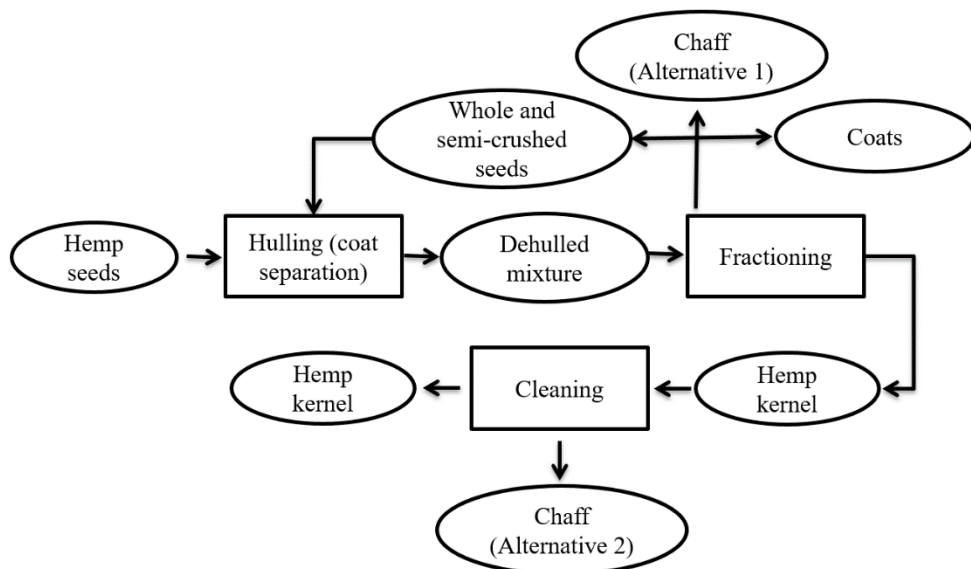 Chaff
(Alternative 1)
Whole and
semi-crushed
seeds
Coats
Hemp
seeds
Hulling (coat
separation)
Dehulled
mixture
Fractioning
Hemp
kernel
Cleaning
Hemp
kernel
Chaff
(Alternative 2)